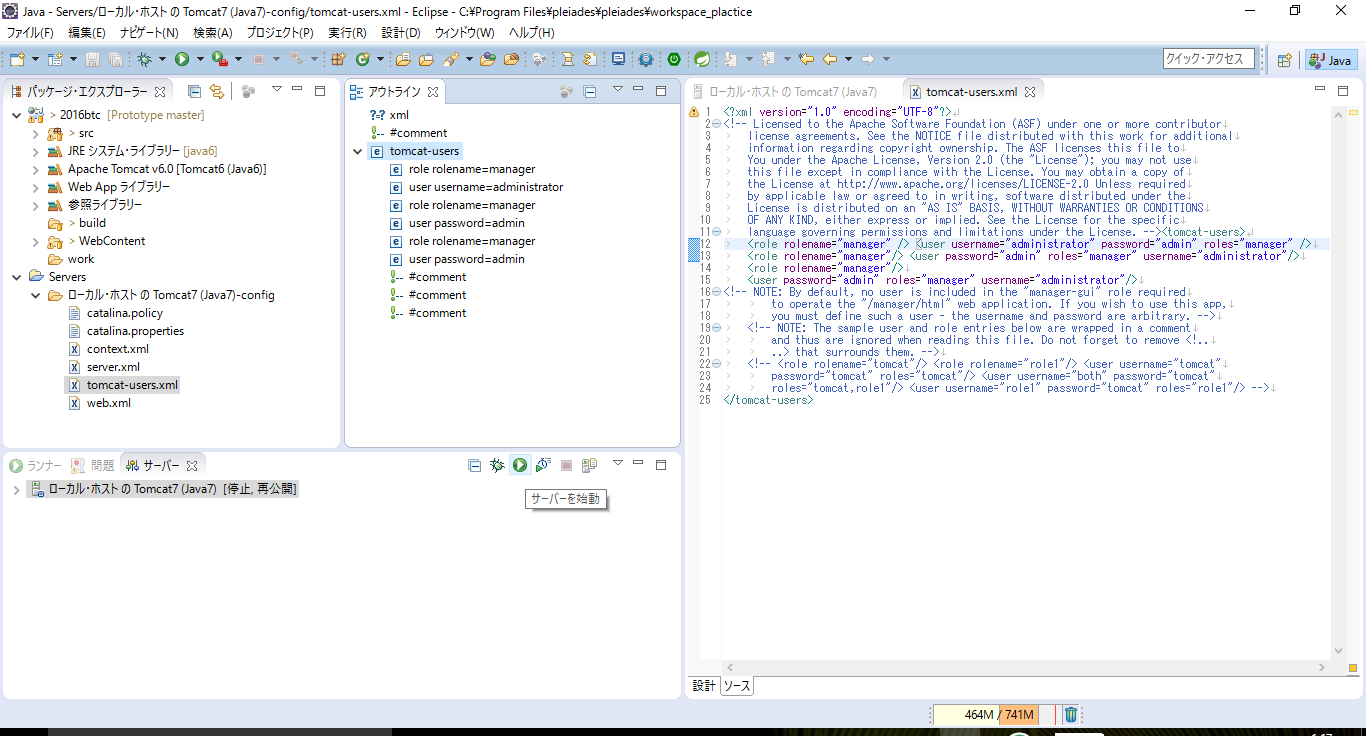 Java - Servers/ローカル・ホスト の Tomcat7 (Java7)-config/tomcat-users.xml - Eclipse - C:¥Program Files¥pleiades¥pleiades¥workspace_plactice
ファイル(F) 編集(E) ナビゲート(N) 検索(A) プロジェクト(P) 実行(R) 設計(D) ウィンドウ(W) ヘルプ(H)
クイック・アクセス
Java
パッケージ・エクスプローラー
> 2016btc [Prototype master]
> src
JRE システム・ライブラリー [java6]
Apache Tomcat v6.0 [Tomcat6 (Java6)]
Web App ライブラリー
参照ライブラリー
> build
> WebContent
work
Servers
ローカル・ホスト の Tomcat7 (Java7)-config
catalina.policy
catalina.properties
context.xml
server.xml
tomcat-users.xml
web.xml
アウトライン
xml
#comment
tomcat-users
role rolename=manager
user username=administrator
role rolename=manager
user password=admin
role rolename=manager
user password=admin
#comment
#comment
#comment
ローカル・ホスト の Tomcat7 (Java7)
tomcat-users.xml
1 <?xml version="1.0" encoding="UTF-8"?>
2 <!-- Licensed to the Apache Software Foundation (ASF) under one or more contributor
3 license agreements. See the NOTICE file distributed with this work for additional
4 information regarding copyright ownership. The ASF licenses this file to
5 You under the Apache License, Version 2.0 (the "License"); you may not use
6 this file except in compliance with the License. You may obtain a copy of
7 the License at http://www.apache.org/licenses/LICENSE-2.0 Unless required
8 by applicable law or agreed to in writing, software distributed under the
9 License is distributed on an "AS IS" BASIS, WITHOUT WARRANTIES OR CONDITIONS
10 OF ANY KIND, either express or implied. See the License for the specific
11 language governing permissions and limitations under the License. --><tomcat-users>
12 <role rolename="manager" /> <user username="administrator" password="admin" roles="manager" />
13 <role rolename="manager"/> <user password="admin" roles="manager" username="administrator"/>
14 <role rolename="manager"/>
15 <user password="admin" roles="manager" username="administrator"/>
16 <!-- NOTE: By default, no user is included in the "manager-gui" role required
17 to operate the "/manager/html" web application. If you wish to use this app,
18 you must define such a user - the username and password are arbitrary. -->
19 <!-- NOTE: The sample user and role entries below are wrapped in a comment
20 and thus are ignored when reading this file. Do not forget to remove <!..
21 ..> that surrounds them. -->
22 <!-- <role rolename="tomcat"/> <role rolename="role1"/> <user username="tomcat"
23 password="tomcat" roles="tomcat"/> <user username="both" password="tomcat"
24 roles="tomcat,role1"/> <user username="role1" password="tomcat" roles="role1"/> -->
25 </tomcat-users>
設計 ソース
ランナー 問題 サーバー
ローカル・ホスト の Tomcat7 (Java7) [停止, 再公開]
サーバーを始動
464M / 741M